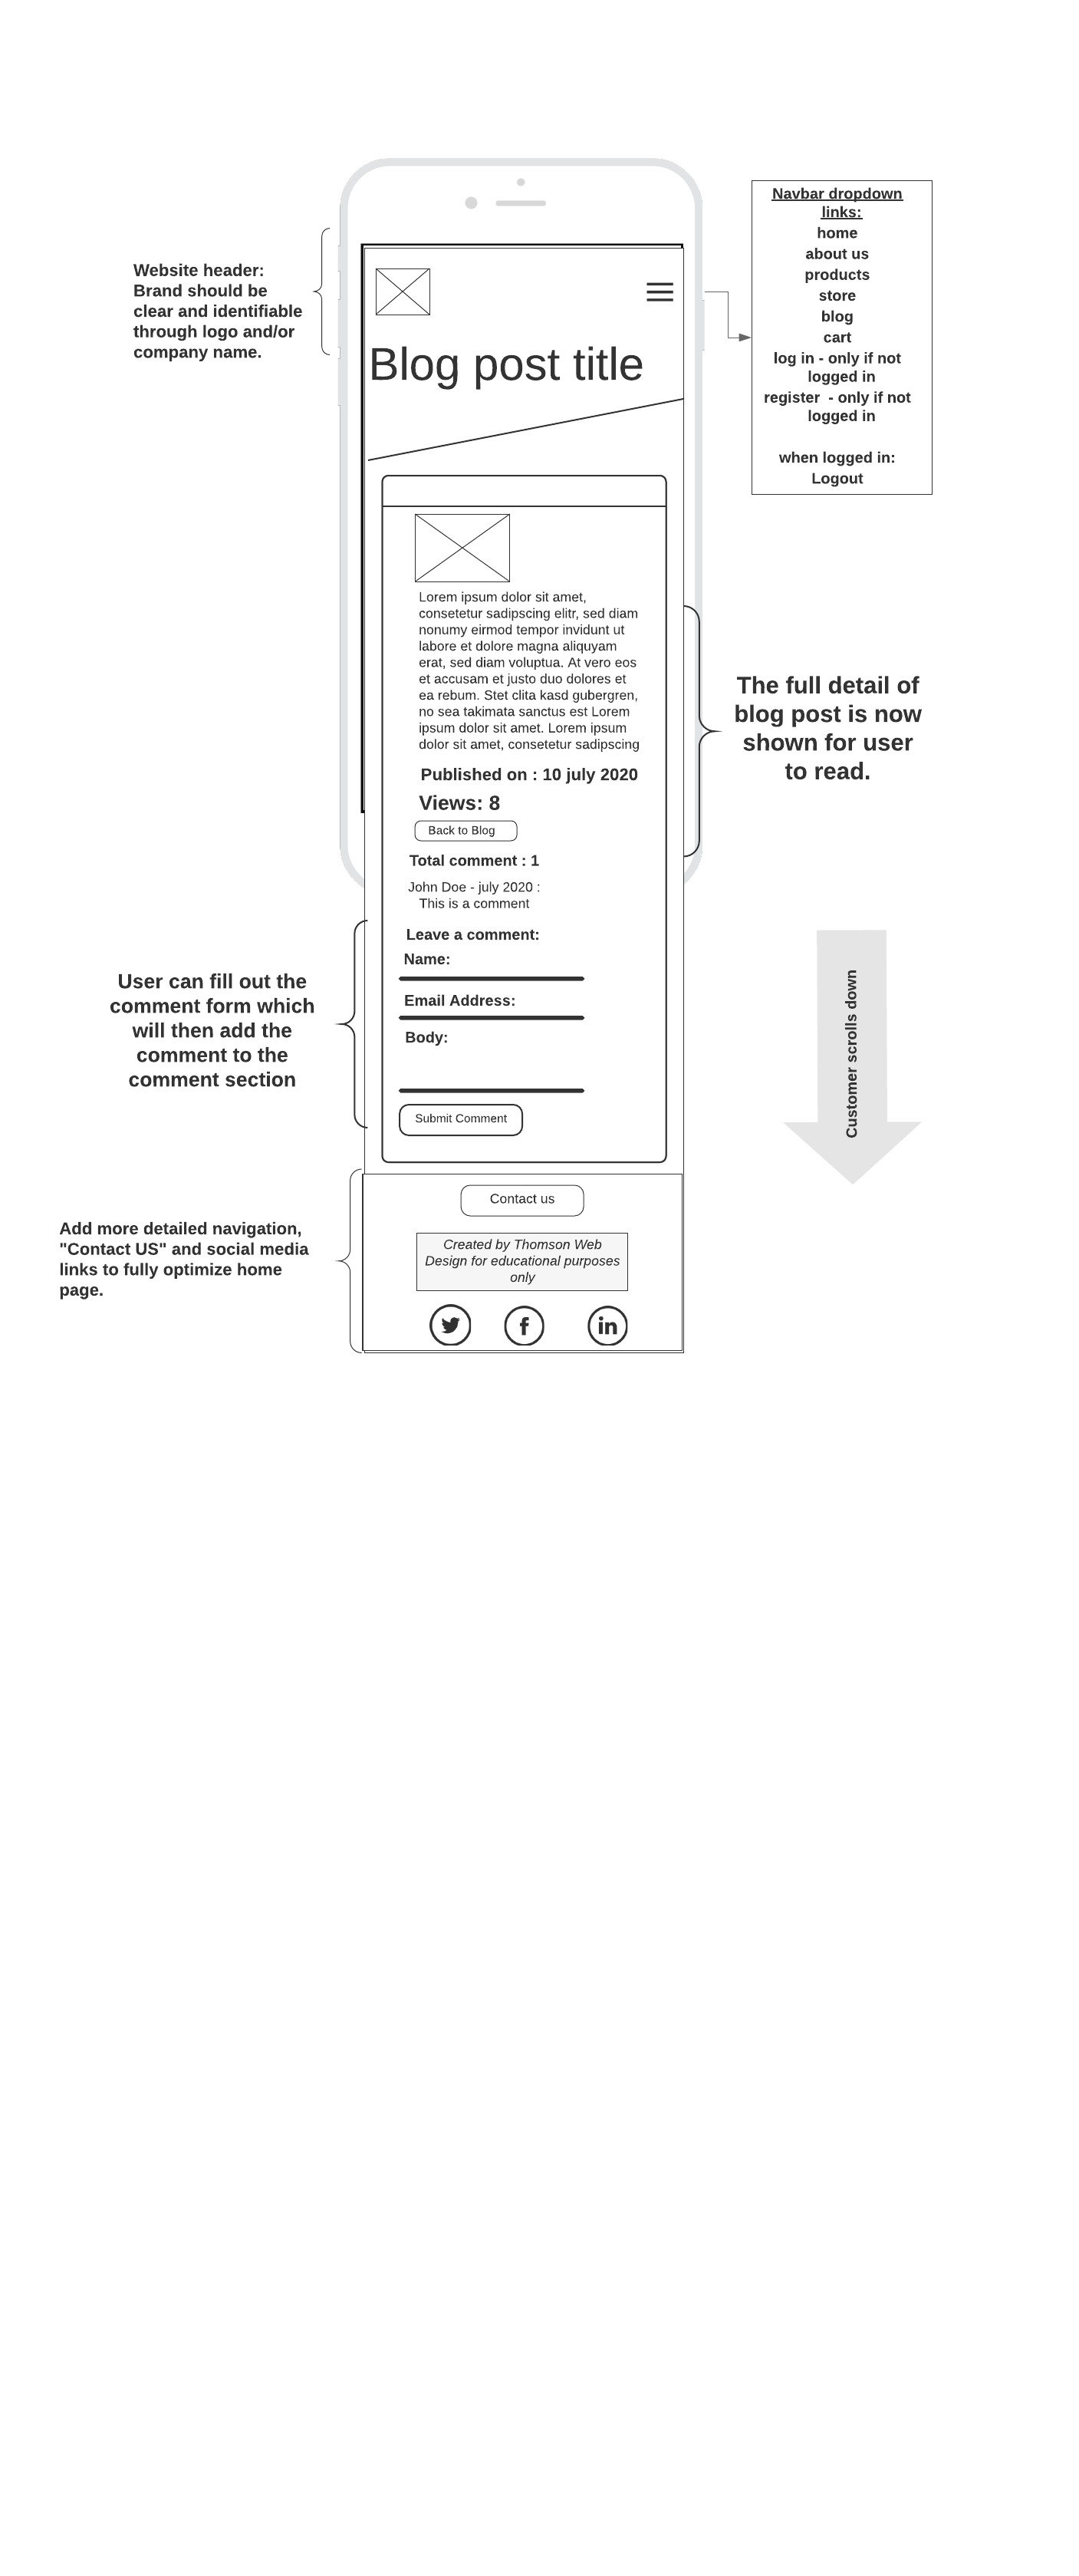 Navbar dropdown
links:
home
about us
products
store
blog
cart
log in - only if not
logged in
register  - only if not
logged in
when logged in:
Logout
Website header:
Brand should be
clear and identifiable
through logo and/or
company name.
Blog post title
Lorem ipsum dolor sit amet,
consetetur sadipscing elitr, sed diam
nonumy eirmod tempor invidunt ut
labore et dolore magna aliquyam
erat, sed diam voluptua. At vero eos
et accusam et justo duo dolores et
ea rebum. Stet clita kasd gubergren,
no sea takimata sanctus est Lorem
ipsum dolor sit amet. Lorem ipsum
dolor sit amet, consetetur sadipscing
The full detail of
blog post is now
shown for user
to read.
Published on : 10 july 2020
Views: 8
Back to Blog
Total comment : 1
John Doe - july 2020 :
This is a comment
Leave a comment:
Name:
Email Address:
Body:
Submit Comment
User can fill out the
comment form which
will then add the
comment to the
comment section
Customer scrolls down
Add more detailed navigation,
"Contact US" and social media
links to fully optimize home
page.
Contact us
Created by Thomson Web
Design for educational purposes
only